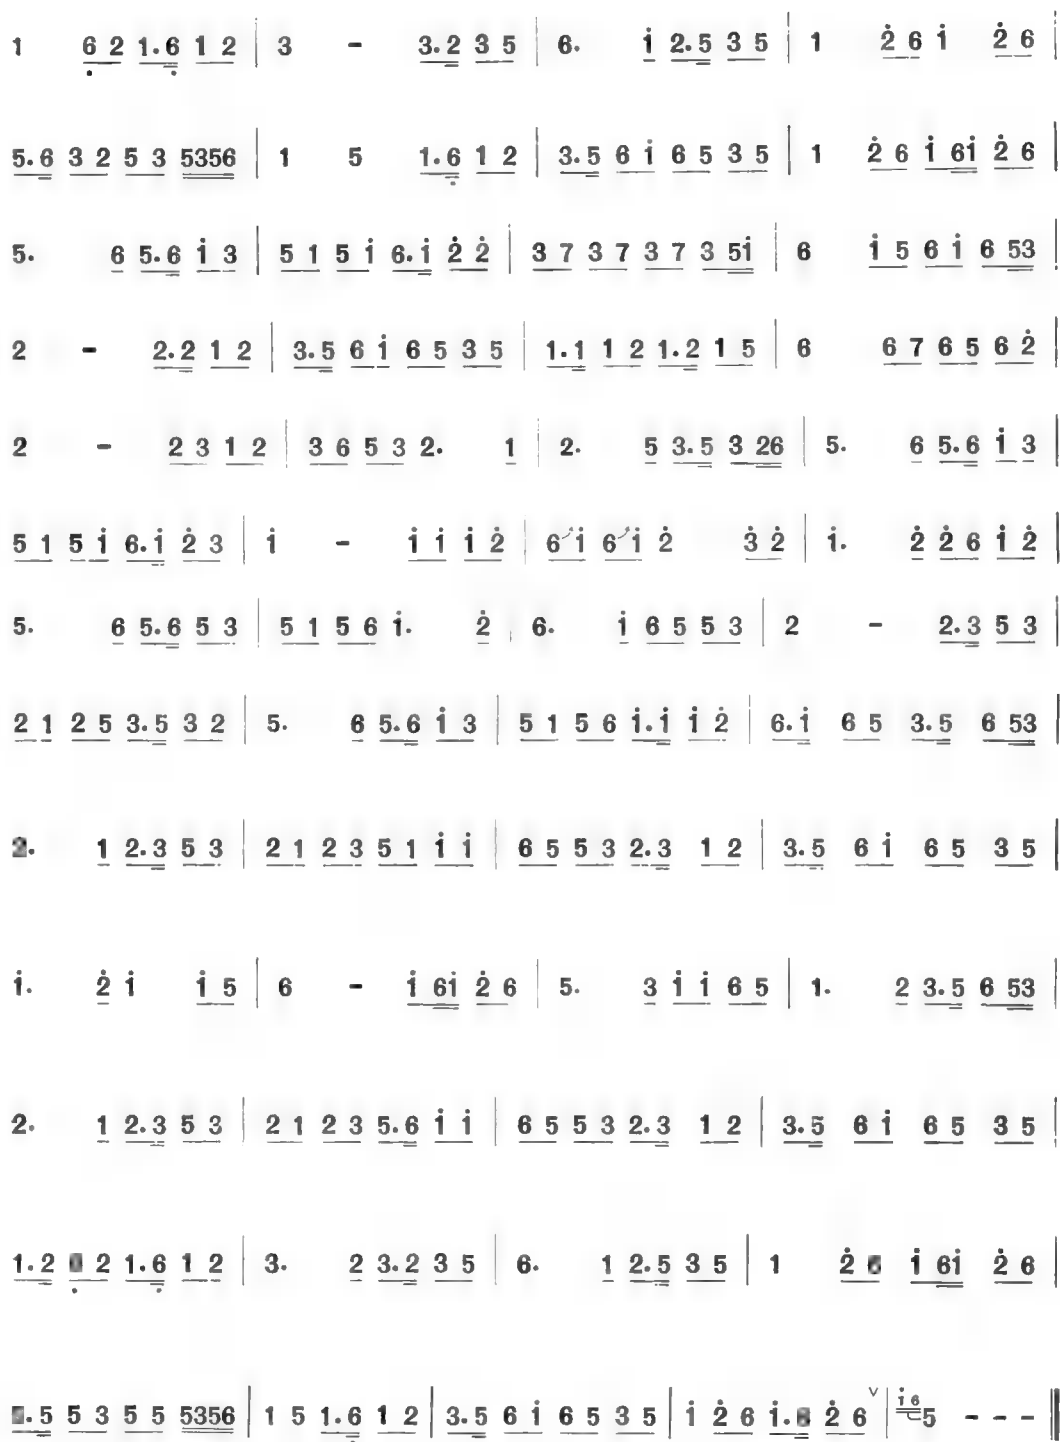 1 6̣ 2 1.6̣ 1 2 | 3 - 3.2 3 5 | 6. i̇ 2.5 3 5 | 1 2̇ 6 i̇ 2̇ 6 |
5.6 3 2 5 3 5356 | 1 5 1.6̣ 1 2 | 3.5 6 i̇ 6 5 3 5 | 1 2̇ 6 i̇ 6i̇ 2̇ 6 |
5. 6 5.6 i̇ 3 | 5 1 5 i̇ 6.i̇ 2̇ 2̇ | 3 7 3 7 3 7 3 5i̇ | 6 i̇ 5 6 i̇ 6 53 |
2 - 2.2 1 2 | 3.5 6 i̇ 6 5 3 5 | 1.1 1 2 1.2 1 5 | 6 6 7 6 5 6 2̇ |
2 - 2 3 1 2 | 3 6 5 3 2. 1 | 2. 5 3.5 3 26 | 5. 6 5.6 i̇ 3 |
5 1 5 i̇ 6.i̇ 2̇ 3 | i̇ - i̇ i̇ i̇ 2̇ | 6 i̇ 6 i̇ 2̇ 3̇ 2̇ | i̇. 2̇ 2̇ 6 i̇ 2̇ |
5. 6 5.6 5 3 | 5 1 5 6 i̇. 2̇ | 6. i̇ 6 5 5 3 | 2 - 2.3 5 3 |
2 1 2 5 3.5 3 2 | 5. 6 5.6 i̇ 3 | 5 1 5 6 i̇.i̇ i̇ 2̇ | 6.i̇ 6 5 3.5 6 53 |
2. 1 2.3 5 3 | 2 1 2 3 5 1 i̇ i̇ | 6 5 5 3 2.3 1 2 | 3.5 6 i̇ 6 5 3 5 |
i̇. 2̇ i̇ i̇ 5 | 6 - i̇ 6i̇ 2̇ 6 | 5. 3 i̇ i̇ 6 5 | 1. 2 3.5 6 53 |
2. 1 2.3 5 3 | 2 1 2 3 5.6 i̇ i̇ | 6 5 5 3 2.3 1 2 | 3.5 6 i̇ 6 5 3 5 |
1.2 2 1.6̣ 1 2 | 3. 2 3.2 3 5 | 6. 1 2.5 3 5 | 1 2̇ 6 i̇ 6i̇ 2̇ 6 |
.5 5 3 5 5 5356 | 1 5 1.6̣ 1 2 | 3.5 6 i̇ 6 5 3 5 | i̇ 2̇ 6 i̇. 2̇ 6 ∨ | i̇6 5 - - - ‖